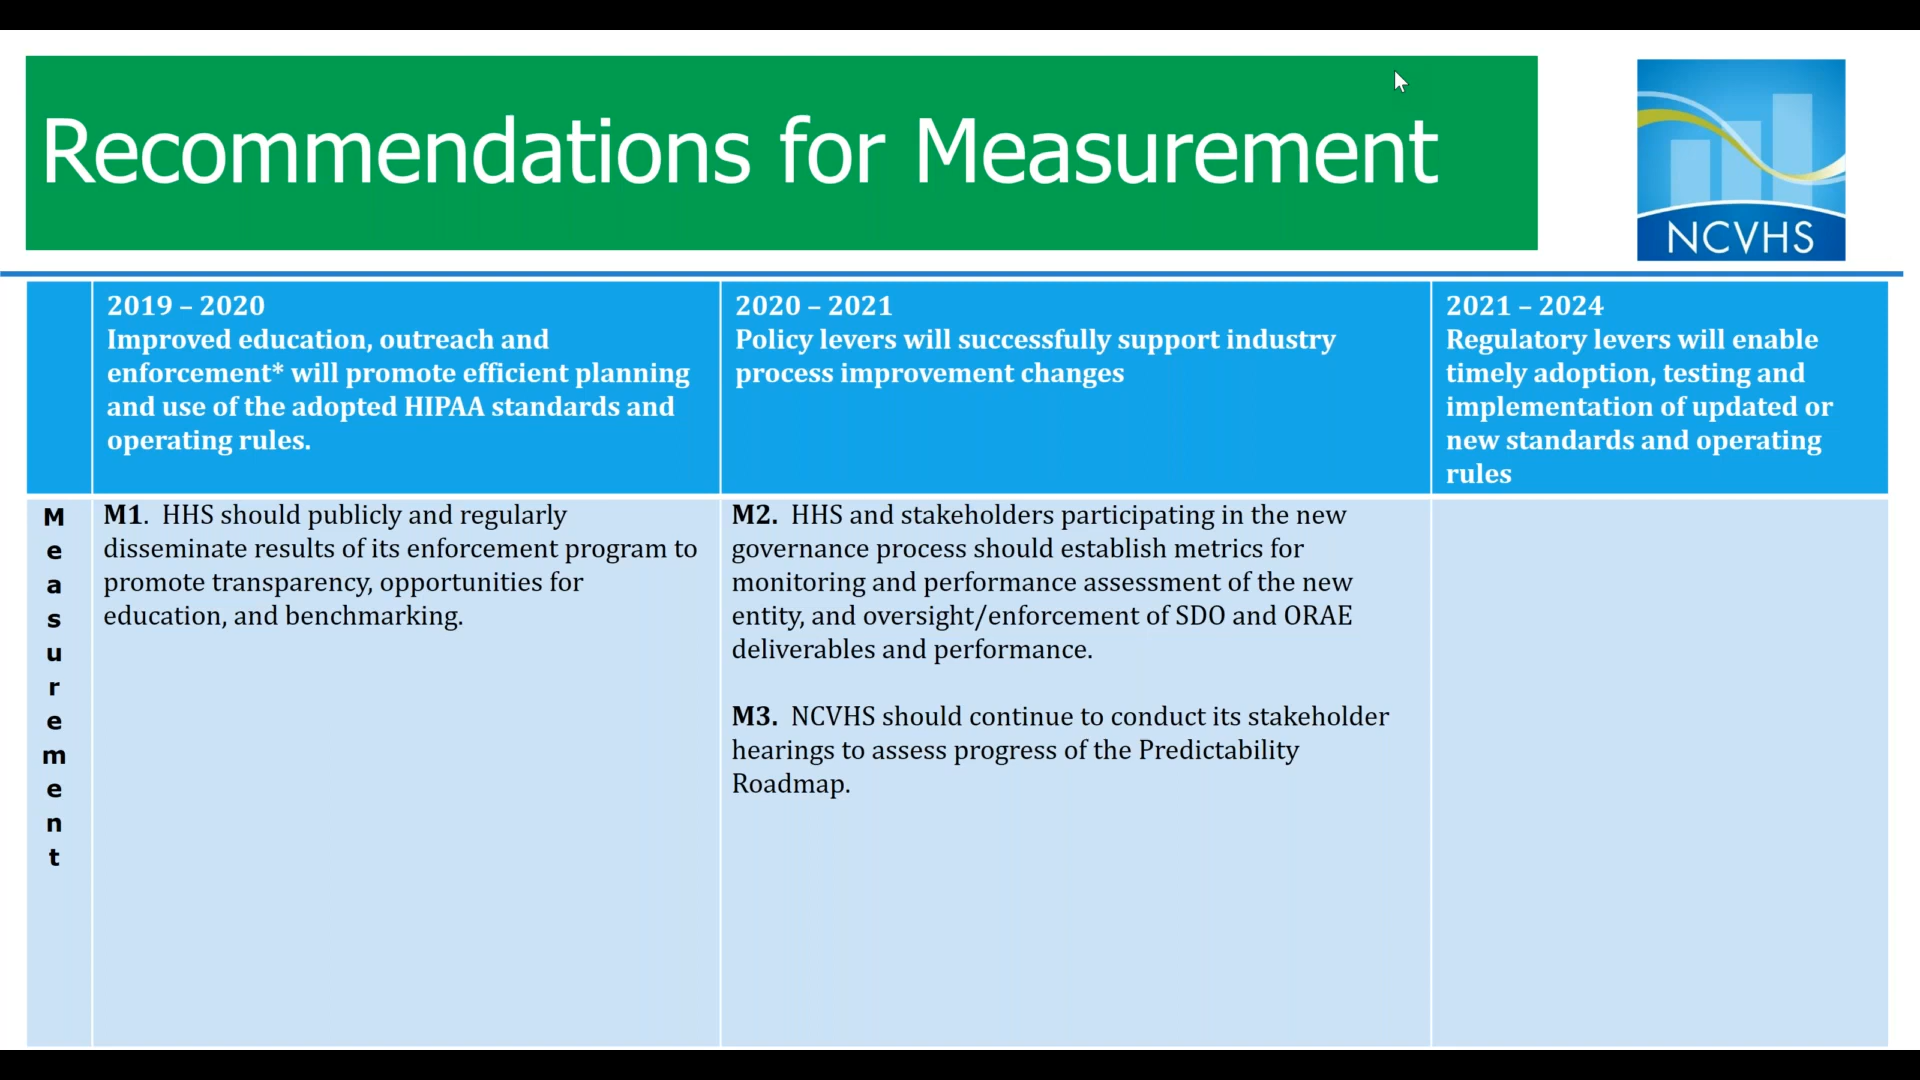 Recommendations for Measurement
NCVHS
2019 – 2020
Improved education, outreach and
enforcement* will promote efficient planning
and use of the adopted HIPAA standards and
operating rules.
2020 – 2021
Policy levers will successfully support industry
process improvement changes
2021 – 2024
Regulatory levers will enable
timely adoption, testing and
implementation of updated or
new standards and operating
rules
M
e
a
s
u
r
e
m
e
n
t
M1.  HHS should publicly and regularly
disseminate results of its enforcement program to
promote transparency, opportunities for
education, and benchmarking.
M2.  HHS and stakeholders participating in the new
governance process should establish metrics for
monitoring and performance assessment of the new
entity, and oversight/enforcement of SDO and ORAE
deliverables and performance.
M3.  NCVHS should continue to conduct its stakeholder
hearings to assess progress of the Predictability
Roadmap.